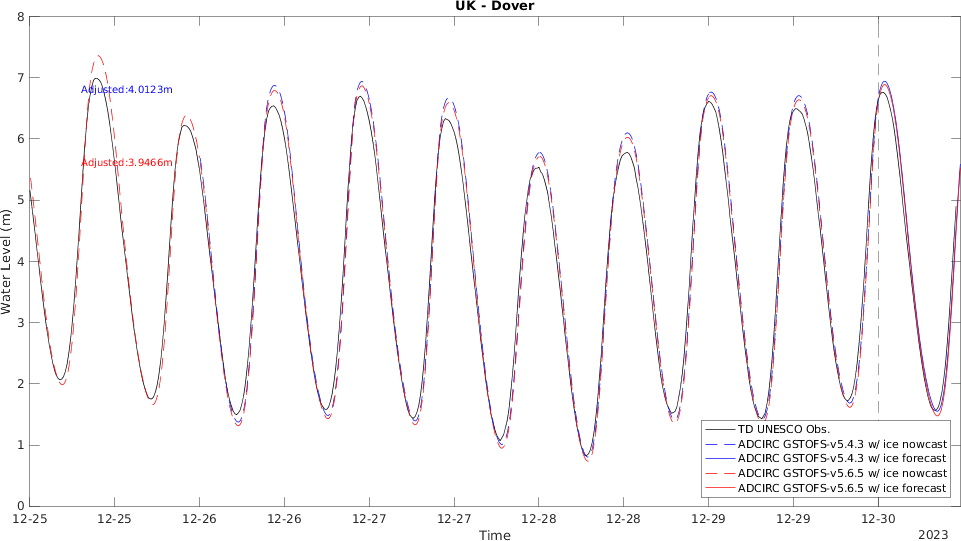 UK - Dover
8
7
6
5
4
3
2
1
0
Water Level (m)
Adjusted:4.0123m
Adjusted:3.9466m
TD UNESCO Obs.
ADCIRC GSTOFS-v5.4.3 w/ ice nowcast
ADCIRC GSTOFS-v5.4.3 w/ ice forecast
ADCIRC GSTOFS-v5.6.5 w/ ice nowcast
ADCIRC GSTOFS-v5.6.5 w/ ice forecast
12-25 12-25 12-26 12-26 12-27 12-27 12-28 12-28 12-29 12-29 12-30
Time
2023